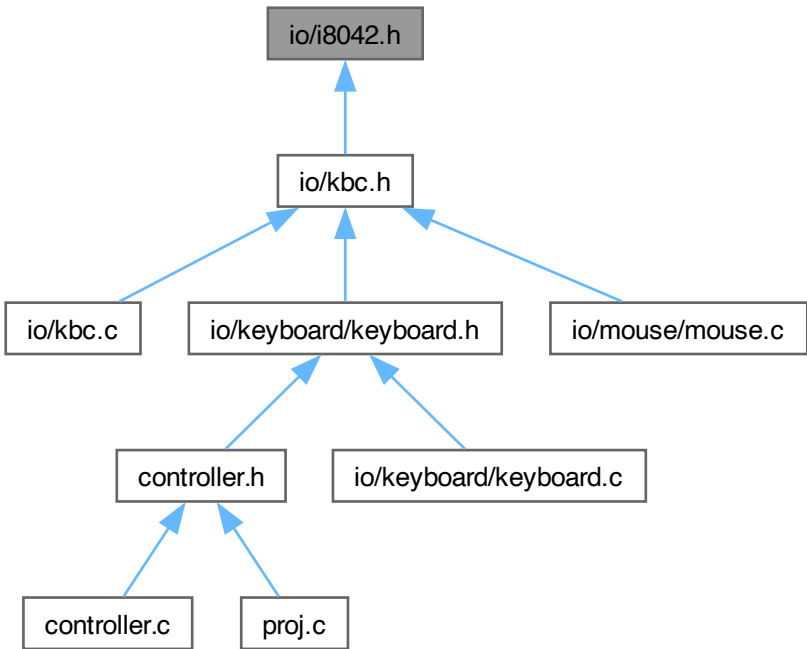 io/i8042.h
io/kbc.h
io/kbc.c
io/keyboard/keyboard.h
io/mouse/mouse.c
controller.h
io/keyboard/keyboard.c
controller.c
proj.c